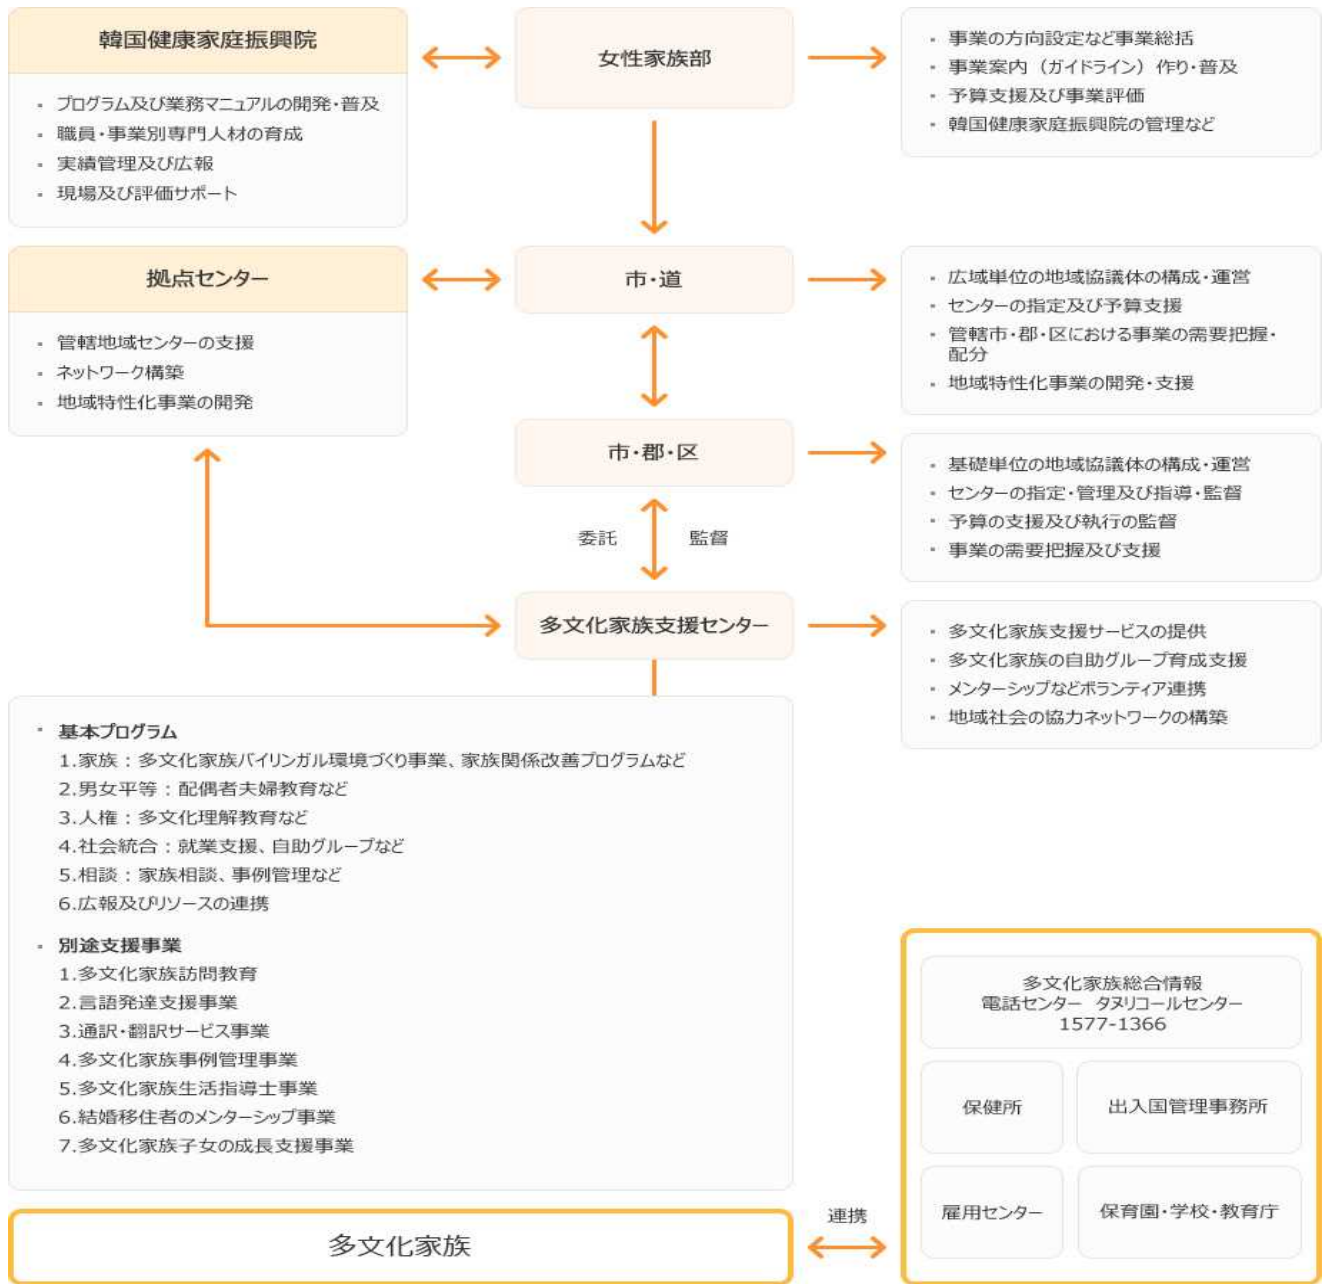 韓国健康家庭振興院
・ プログラム及び業務マニュアルの開発・普及
・ 職員・事業別専門人材の育成
・ 実績管理及び広報
・ 現場及び評価サポート
女性家族部
・ 事業の方向設定など事業総括
・ 事業案内（ガイドライン）作り・普及
・ 予算支援及び事業評価
・ 韓国健康家庭振興院の管理など
拠点センター
・ 管轄地域センターの支援
・ ネットワーク構築
・ 地域特性化事業の開発
市・道
・ 広域単位の地域協議体の構成・運営
・ センターの指定及び予算支援
・ 管轄市・郡・区における事業の需要把握・
配分
・ 地域特性化事業の開発・支援
市・郡・区
・ 基礎単位の地域協議体の構成・運営
・ センターの指定・管理及び指導・監督
・ 予算の支援及び執行の監督
・ 事業の需要把握及び支援
委託 監督
多文化家族支援センター
・ 多文化家族支援サービスの提供
・ 多文化家族の自助グループ育成支援
・ メンターシップなどボランティア連携
・ 地域社会の協力ネットワークの構築
・ 基本プログラム
1.家族：多文化家族バイリンガル環境づくり事業、家族関係改善プログラムなど
2.男女平等：配偶者夫婦教育など
3.人権：多文化理解教育など
4.社会統合：就業支援、自助グループなど
5.相談：家族相談、事例管理など
6.広報及びリソースの連携
・ 別途支援事業
1.多文化家族訪問教育
2.言語発達支援事業
3.通訳・翻訳サービス事業
4.多文化家族事例管理事業
5.多文化家族生活指導士事業
6.結婚移住者のメンターシップ事業
7.多文化家族子女の成長支援事業
多文化家族
連携
多文化家族総合情報
電話センター タヌリコールセンター
1577-1366
保健所
出入国管理事務所
雇用センター
保育園・学校・教育庁